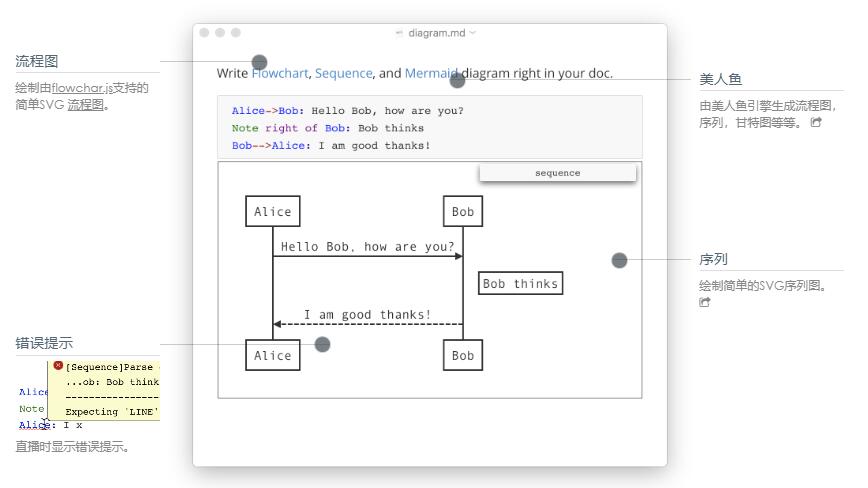 diagram.md
流程图
绘制由flowchar.js支持的
简单SVG 流程图。
Write Flowchart, Sequence, and Mermaid diagram right in your doc.
美人鱼
由美人鱼引擎生成流程图，
序列，甘特图等等。
Alice->Bob: Hello Bob, how are you?
Note right of Bob: Bob thinks
Bob-->Alice: I am good thanks!
sequence
Alice
Bob
Hello Bob, how are you?
Bob thinks
I am good thanks!
Alice
Bob
序列
绘制简单的SVG序列图。
错误提示
[Sequence]Parse
...ob: Bob think
Expecting 'LINE'
Alice
Note
Alice: I x
直播时显示错误提示。